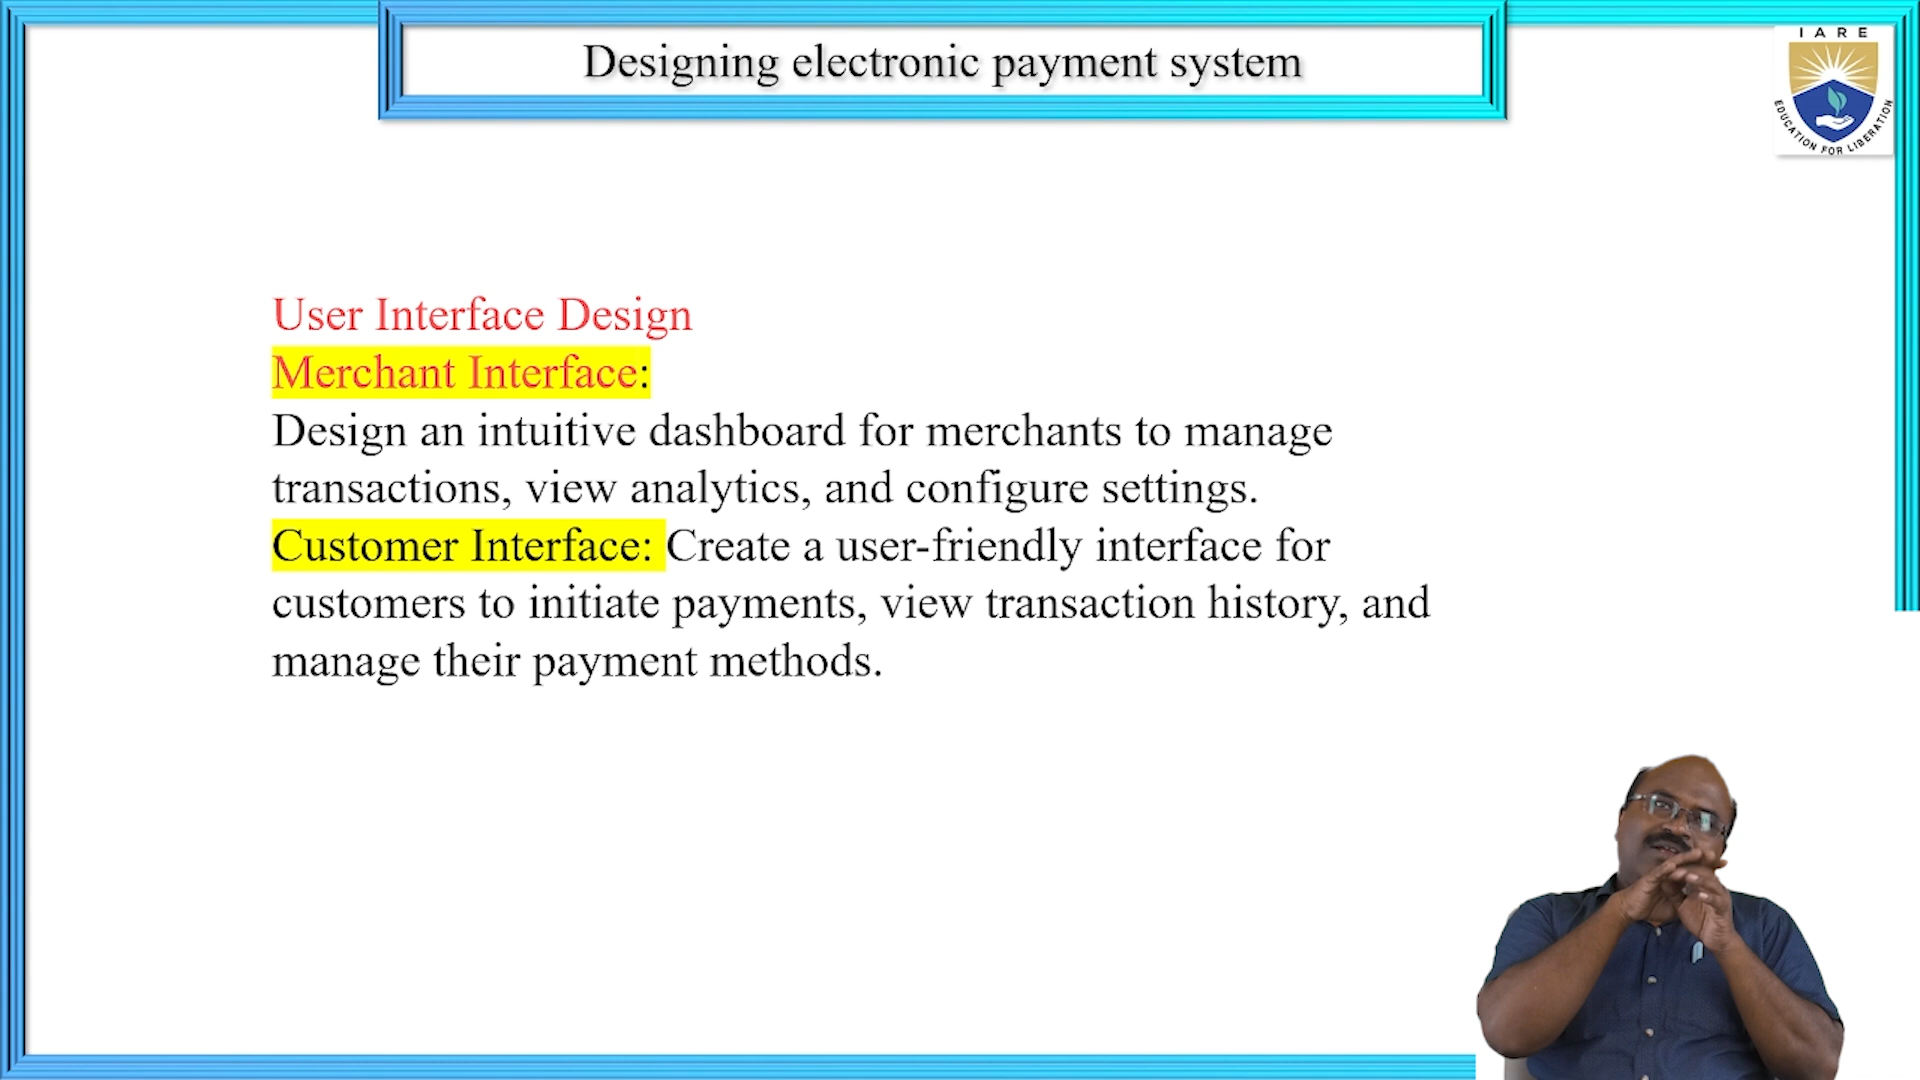 Designing electronic payment system
IARE
EDUCATION FOR LIBERATION
User Interface Design
Merchant Interface:
Design an intuitive dashboard for merchants to manage
transactions, view analytics, and configure settings.
Customer Interface: Create a user-friendly interface for
customers to initiate payments, view transaction history, and
manage their payment methods.